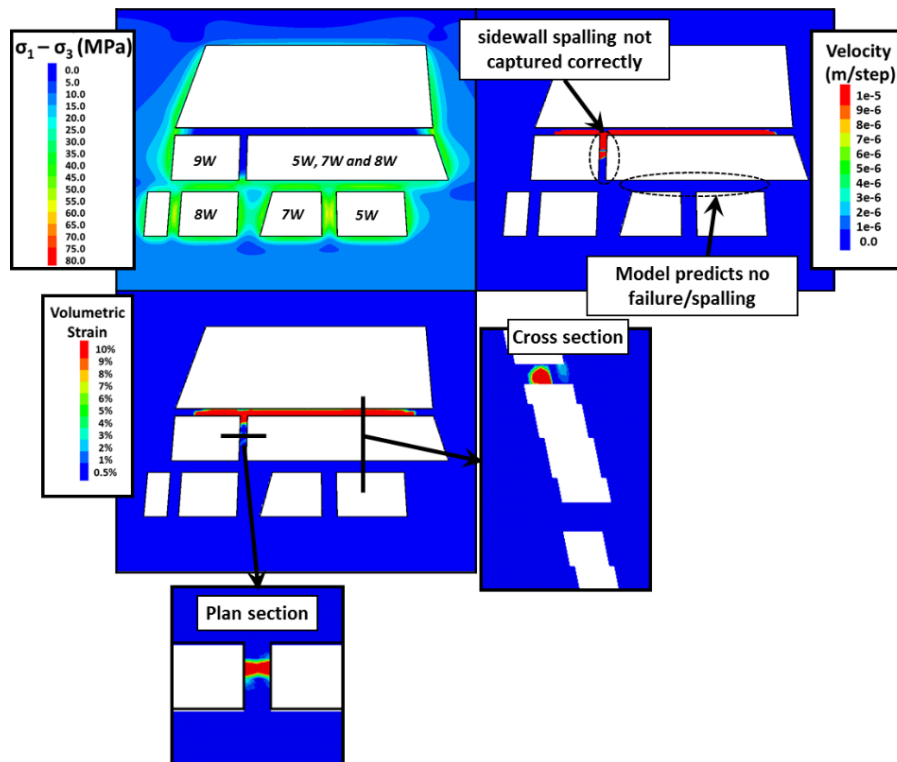 σ1 – σ3 (MPa)
0.0
5.0
10.0
15.0
20.0
25.0
30.0
35.0
40.0
45.0
50.0
55.0
60.0
65.0
70.0
75.0
80.0
9W
5W, 7W and 8W
8W
7W
5W
sidewall spalling not
captured correctly
Velocity
(m/step)
1e-5
9e-6
8e-6
7e-6
6e-6
5e-6
4e-6
3e-6
2e-6
1e-6
0.0
Model predicts no
failure/spalling
Volumetric
Strain
10%
9%
8%
7%
6%
5%
4%
3%
2%
1%
0.5%
Cross section
Plan section